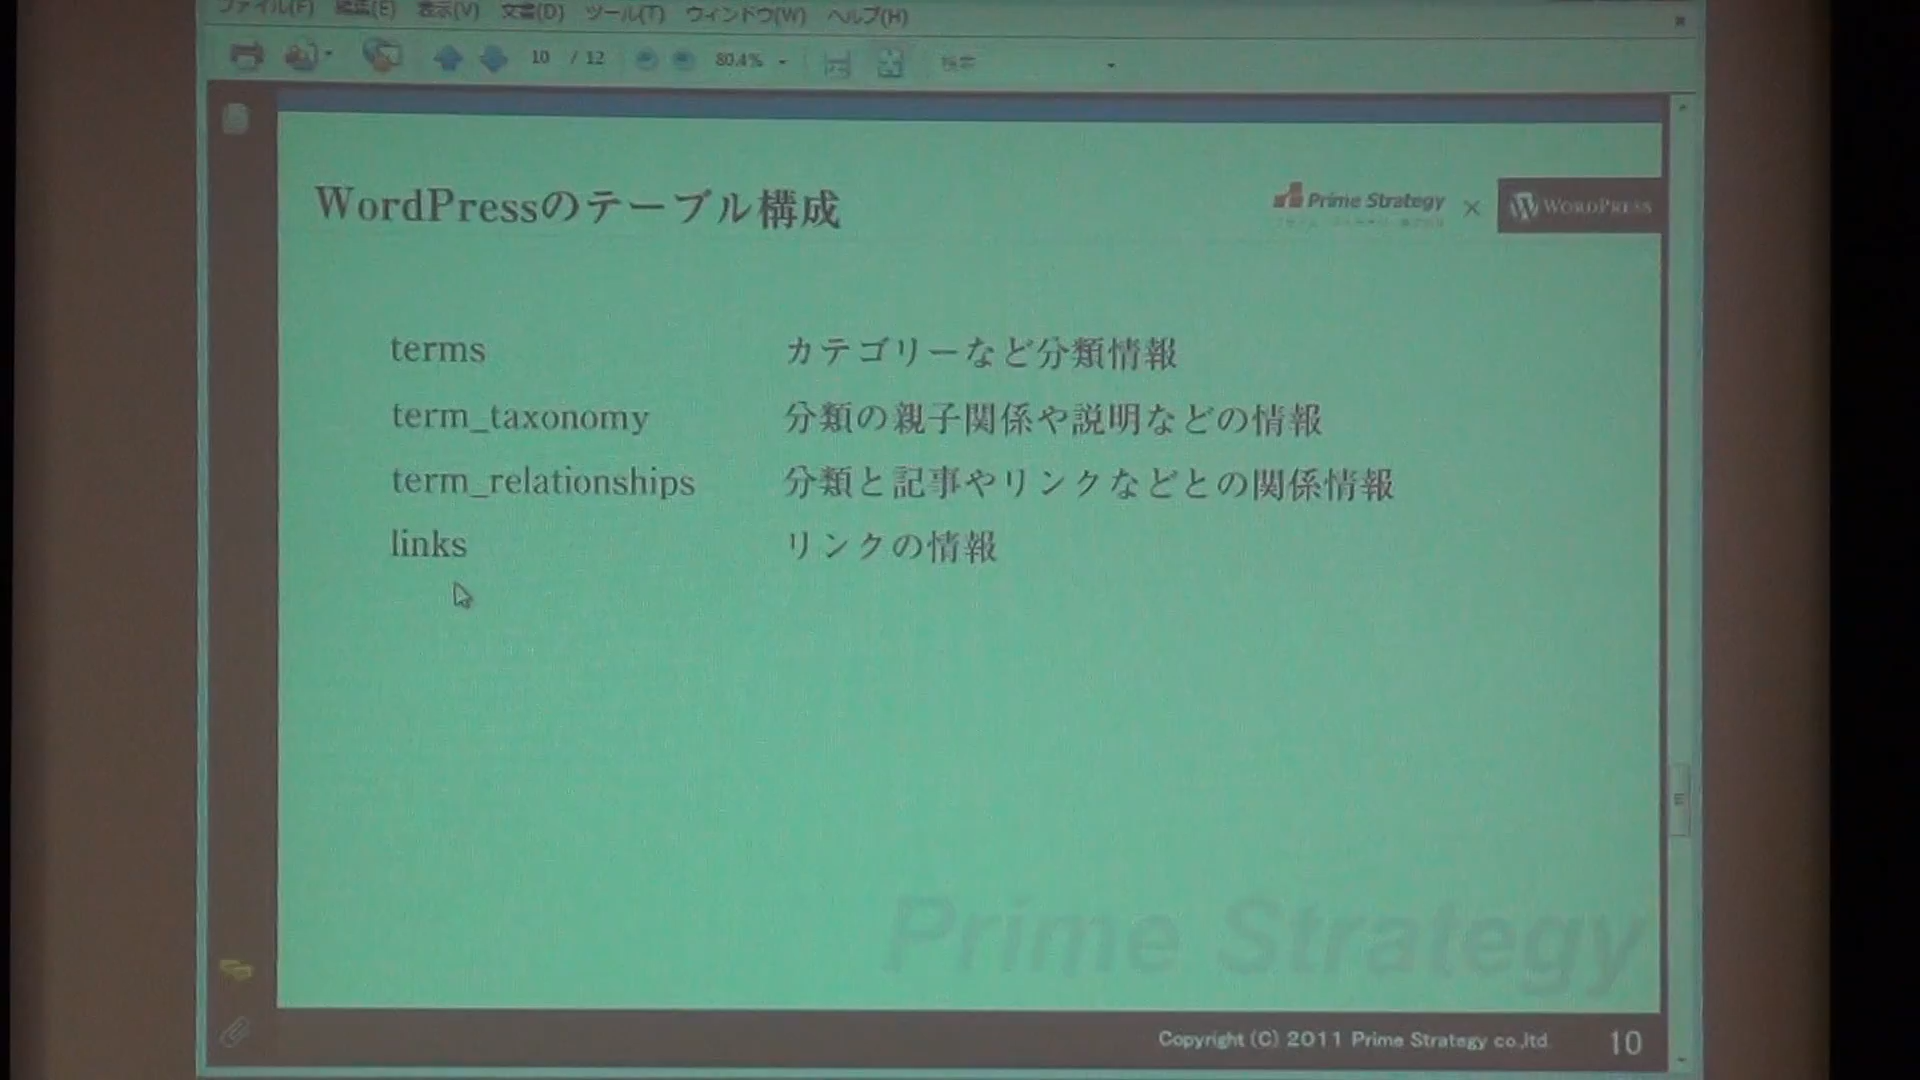 ファイル(F) 編集(E) 表示(V) 文書(D) ツール(T) ウィンドウ(W) ヘルプ(H)
10 / 12 80.4% 検索
WordPressのテーブル構成
Prime Strategy × WORDPRESS
terms カテゴリーなど分類情報
term_taxonomy 分類の親子関係や説明などの情報
term_relationships 分類と記事やリンクなどとの関係情報
links リンクの情報
Prime Strategy
Copyright (C) 2011 Prime Strategy co.,ltd. 10